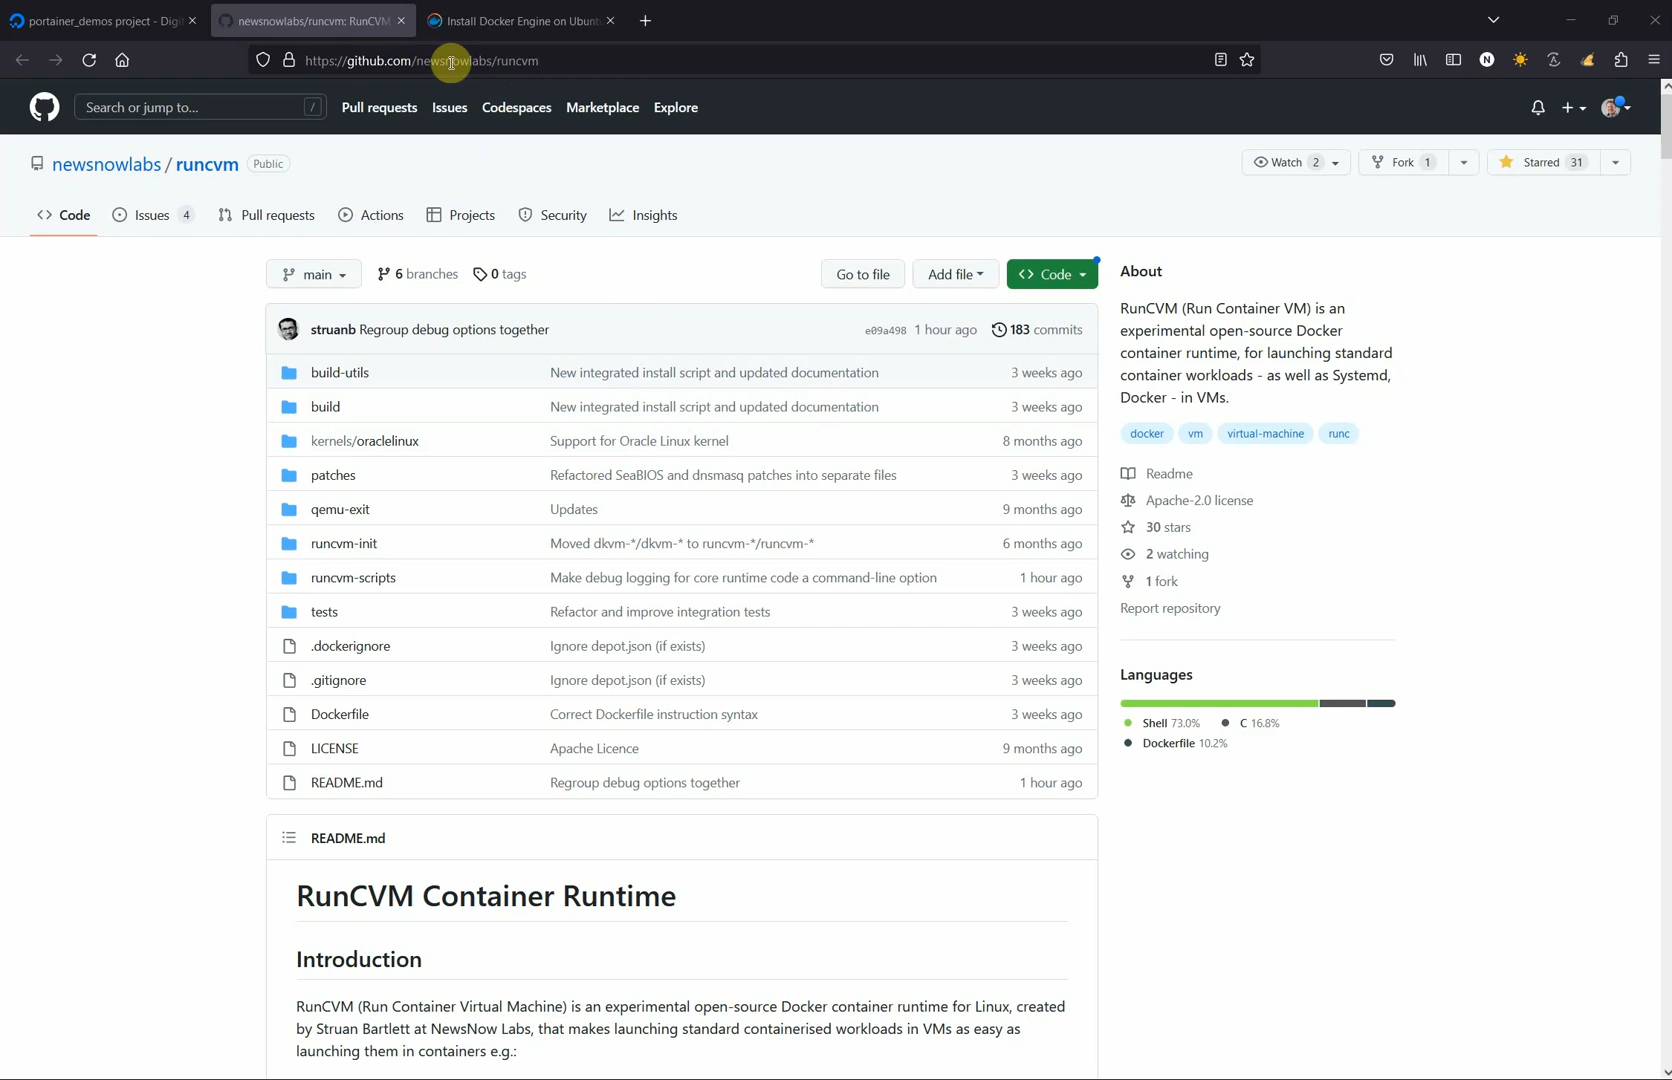 portainer_demos project - Digi
newsnowlabs/runcvm: RunCVM
Install Docker Engine on Ubunt
https://github.com/newsnowlabs/runcvm
Search or jump to... /
Pull requests Issues Codespaces Marketplace Explore
newsnowlabs / runcvm Public
Watch 2 Fork 1 Starred 31
Code Issues 4 Pull requests Actions Projects Security Insights
main 6 branches 0 tags Go to file Add file Code
struanb Regroup debug options together e09a498 1 hour ago 183 commits
build-utils New integrated install script and updated documentation 3 weeks ago
build New integrated install script and updated documentation 3 weeks ago
kernels/oraclelinux Support for Oracle Linux kernel 8 months ago
patches Refactored SeaBIOS and dnsmasq patches into separate files 3 weeks ago
qemu-exit Updates 9 months ago
runcvm-init Moved dkvm-*/dkvm-* to runcvm-*/runcvm-* 6 months ago
runcvm-scripts Make debug logging for core runtime code a command-line option 1 hour ago
tests Refactor and improve integration tests 3 weeks ago
.dockerignore Ignore depot.json (if exists) 3 weeks ago
.gitignore Ignore depot.json (if exists) 3 weeks ago
Dockerfile Correct Dockerfile instruction syntax 3 weeks ago
LICENSE Apache Licence 9 months ago
README.md Regroup debug options together 1 hour ago
README.md
RunCVM Container Runtime
Introduction
RunCVM (Run Container Virtual Machine) is an experimental open-source Docker container runtime for Linux, created
by Struan Bartlett at NewsNow Labs, that makes launching standard containerised workloads in VMs as easy as
launching them in containers e.g.:
About
RunCVM (Run Container VM) is an
experimental open-source Docker
container runtime, for launching standard
container workloads - as well as Systemd,
Docker - in VMs.
docker vm virtual-machine runc
Readme
Apache-2.0 license
30 stars
2 watching
1 fork
Report repository
Languages
Shell 73.0% C 16.8%
Dockerfile 10.2%